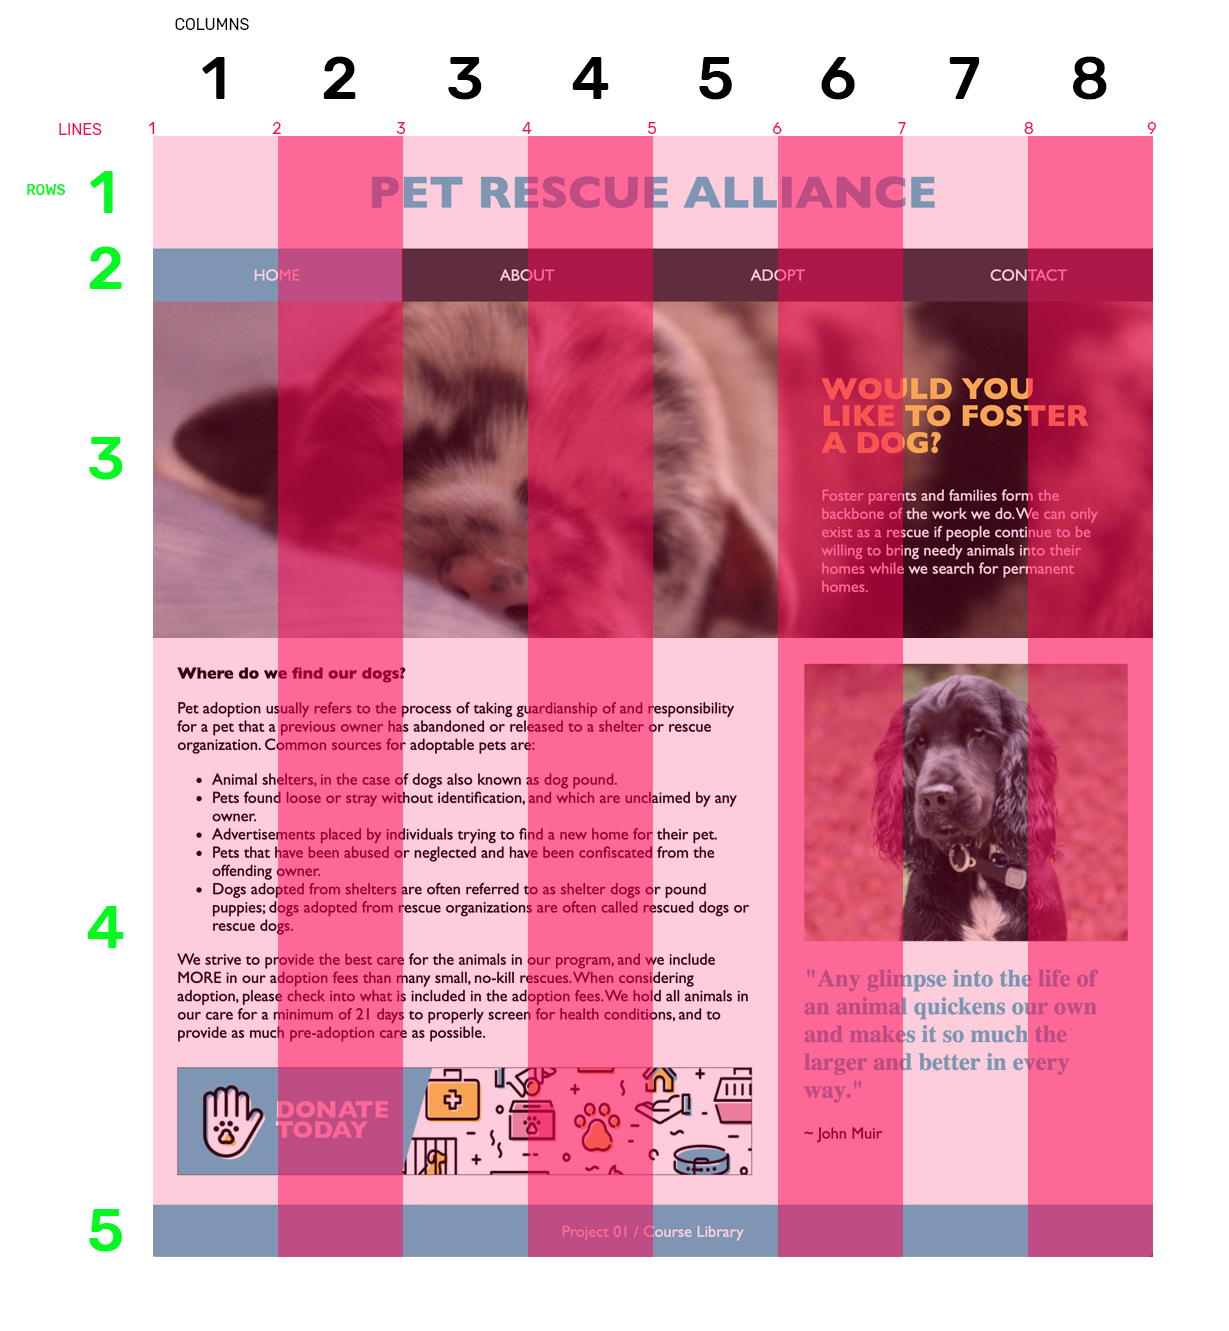 COLUMNS
1 2 3 4 5 6 7 8
LINES 1 2 3 4 5 6 7 8 9
ROWS 1
PET RESCUE ALLIANCE
2
HOME ABOUT ADOPT CONTACT
3
WOULD YOU
LIKE TO FOSTER
A DOG?
Foster parents and families form the
backbone of the work we do. We can only
exist as a rescue if people continue to be
willing to bring needy animals into their
homes while we search for permanent
homes.
4
Where do we find our dogs?
Pet adoption usually refers to the process of taking guardianship of and responsibility
for a pet that a previous owner has abandoned or released to a shelter or rescue
organization. Common sources for adoptable pets are:
• Animal shelters, in the case of dogs also known as dog pound.
• Pets found loose or stray without identification, and which are unclaimed by any
owner.
• Advertisements placed by individuals trying to find a new home for their pet.
• Pets that have been abused or neglected and have been confiscated from the
offending owner.
• Dogs adopted from shelters are often referred to as shelter dogs or pound
puppies; dogs adopted from rescue organizations are often called rescued dogs or
rescue dogs.
We strive to provide the best care for the animals in our program, and we include
MORE in our adoption fees than many small, no-kill rescues. When considering
adoption, please check into what is included in the adoption fees. We hold all animals in
our care for a minimum of 21 days to properly screen for health conditions, and to
provide as much pre-adoption care as possible.
DONATE
TODAY
"Any glimpse into the life of
an animal quickens our own
and makes it so much the
larger and better in every
way."
~ John Muir
5
Project 01 / Course Library